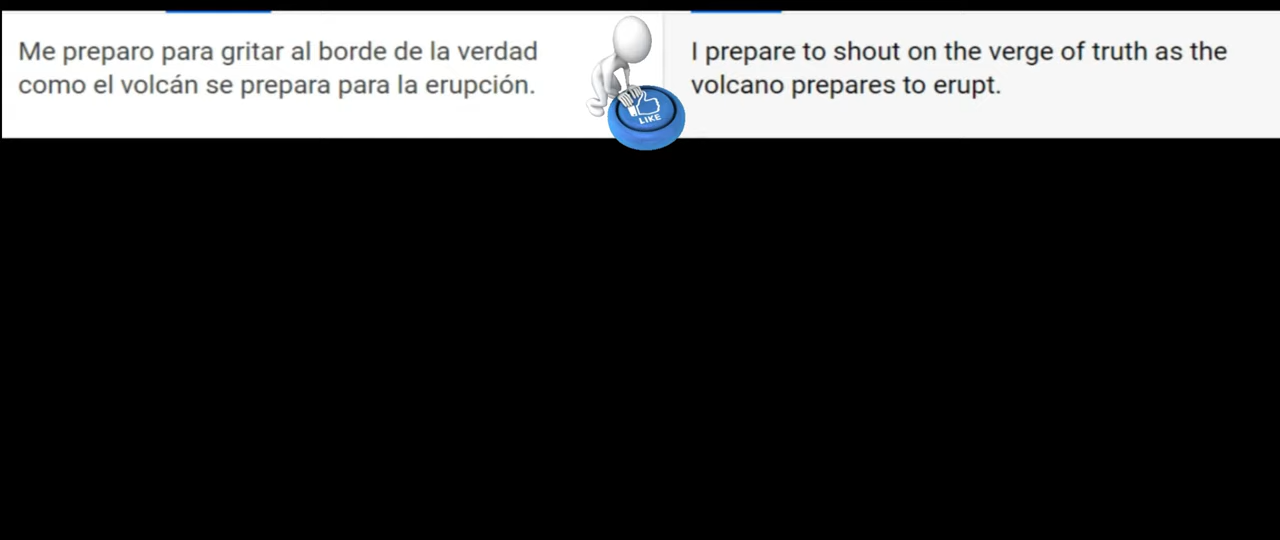 Me preparo para gritar al borde de la verdad
como el volcán se prepara para la erupción.
I prepare to shout on the verge of truth as the
volcano prepares to erupt.
LIKE